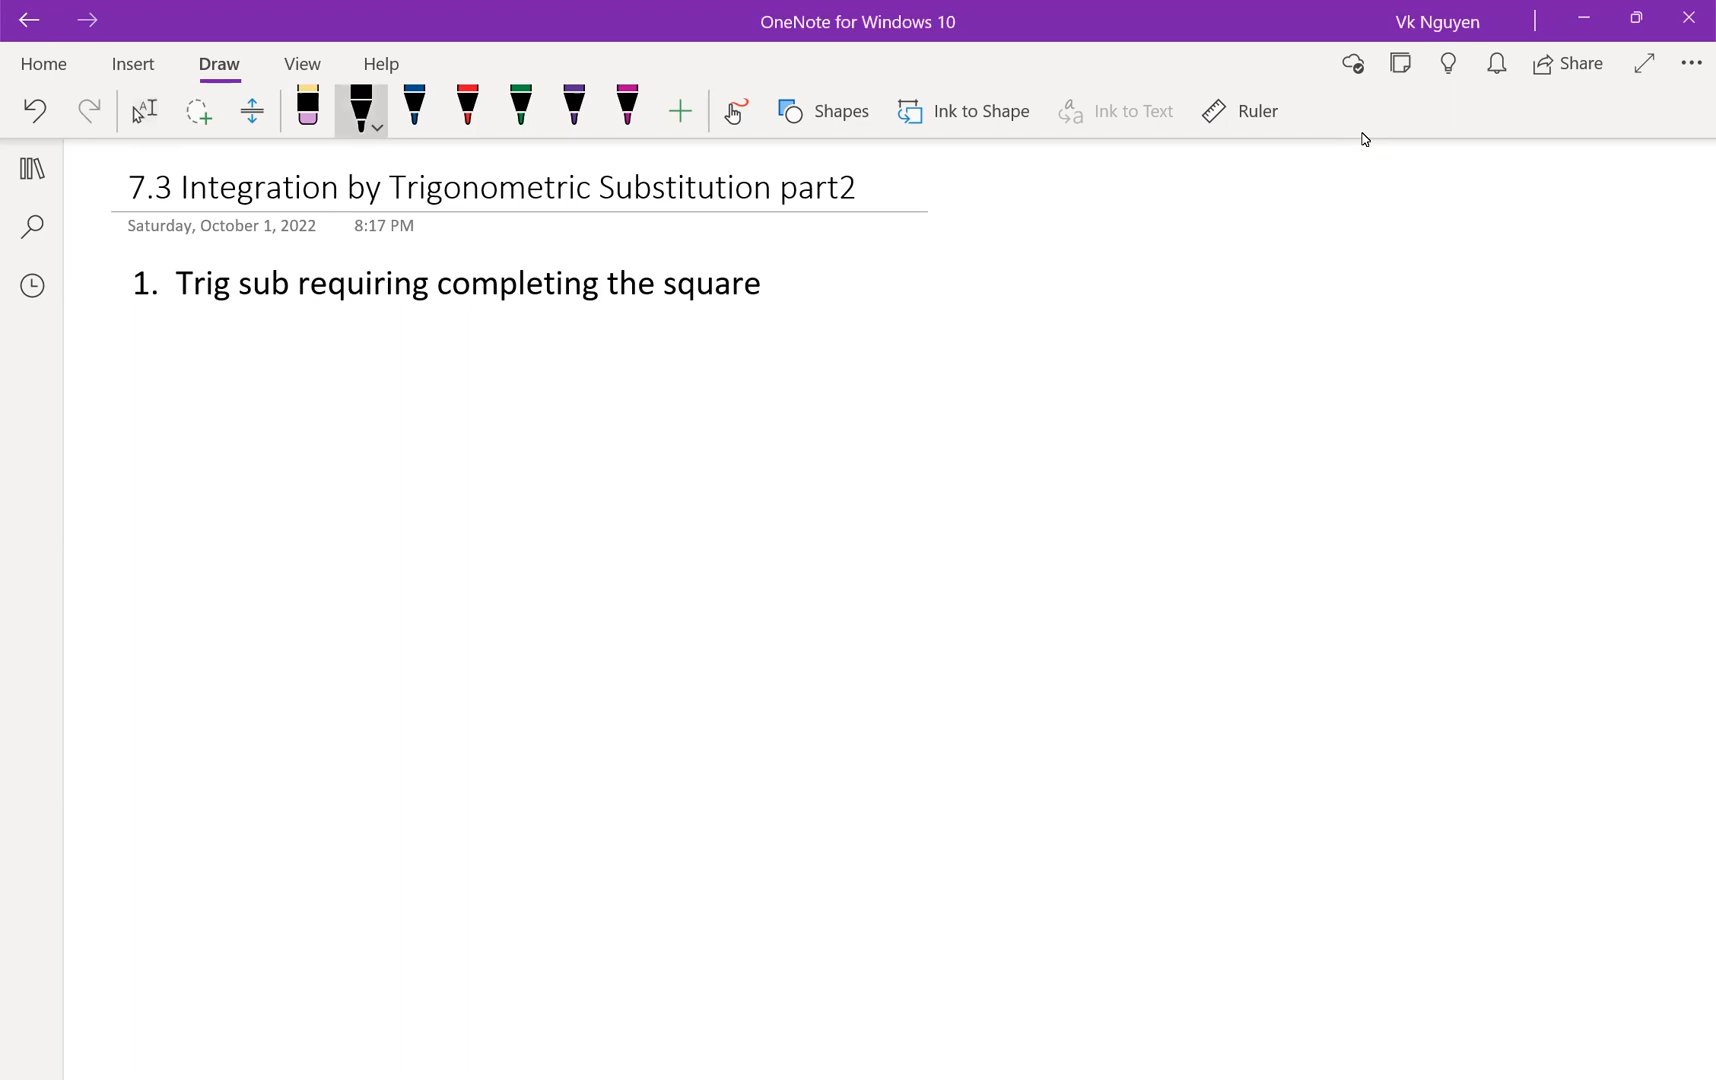 OneNote for Windows 10
Vk Nguyen
Home Insert Draw View Help
Share
Shapes Ink to Shape Ink to Text Ruler
7.3 Integration by Trigonometric Substitution part2
Saturday, October 1, 2022 8:17 PM
1. Trig sub requiring completing the square